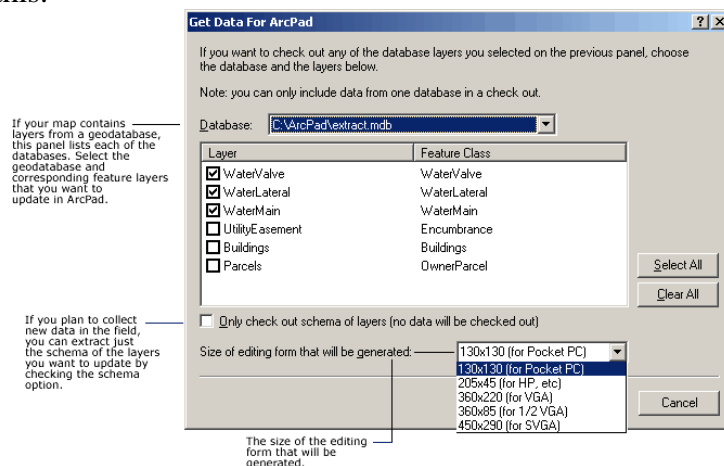 this.
Get Data For ArcPad
If you want to check out any of the database layers you selected on the previous panel, choose
the database and the layers below.
Note: you can only include data from one database in a check out.
If your map contains
layers from a geodatabase,
this panel lists each of the
databases. Select the
geodatabase and
corresponding feature layers
that you want to
update in ArcPad.
Database: C:\ArcPad\extract.mdb
Layer Feature Class
WaterValve WaterValve
WaterLateral WaterLateral
WaterMain WaterMain
UtilityEasement Encumbrance
Buildings Buildings
Parcels OwnerParcel
Select All
Clear All
If you plan to collect
new data in the field,
you can extract just
the schema of the layers
you want to update by
checking the schema
option.
Only check out schema of layers (no data will be checked out)
Size of editing form that will be generated: 130x130 (for Pocket PC)
130x130 (for Pocket PC)
205x45 (for HP, etc)
360x220 (for VGA)
360x85 (for 1/2 VGA)
450x290 (for SVGA)
Cancel
The size of the editing
form that will be
generated.